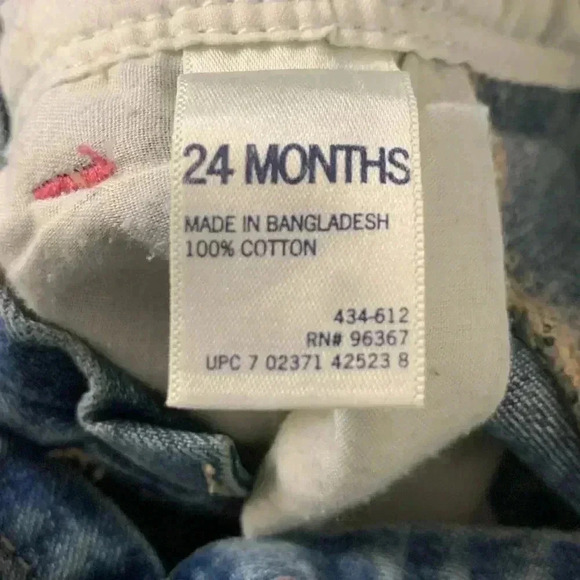 24 MONTHS
MADE IN BANGLADESH
100% COTTON
434-612
RN# 96367
UPC 7 02371 42523 8